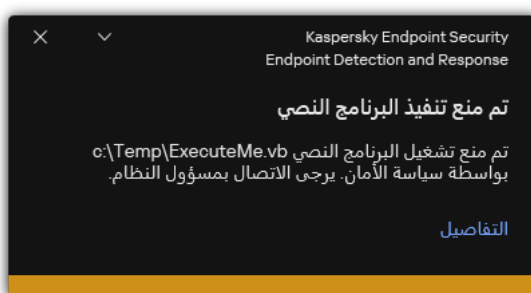 Kaspersky Endpoint Security
Endpoint Detection and Response
تم منع تنفيذ البرنامج النصي
تم منع تشغيل البرنامج النصي c:\Temp\ExecuteMe.vb
بواسطة سياسة الأمان. يرجى الاتصال بمسؤول النظام.
التفاصيل